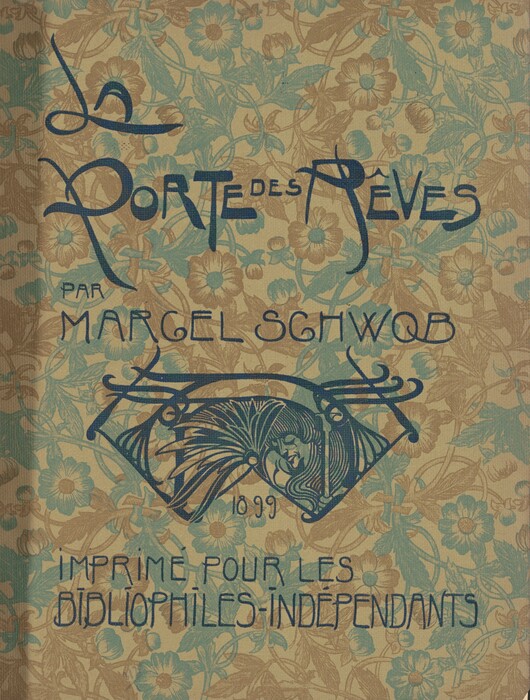 La
PORTE DES RÊVES
PAR
MARCEL SCHWOB
1899
IMPRIMÉ POUR LES
BIBLIOPHILES-INDÉPENDANTS